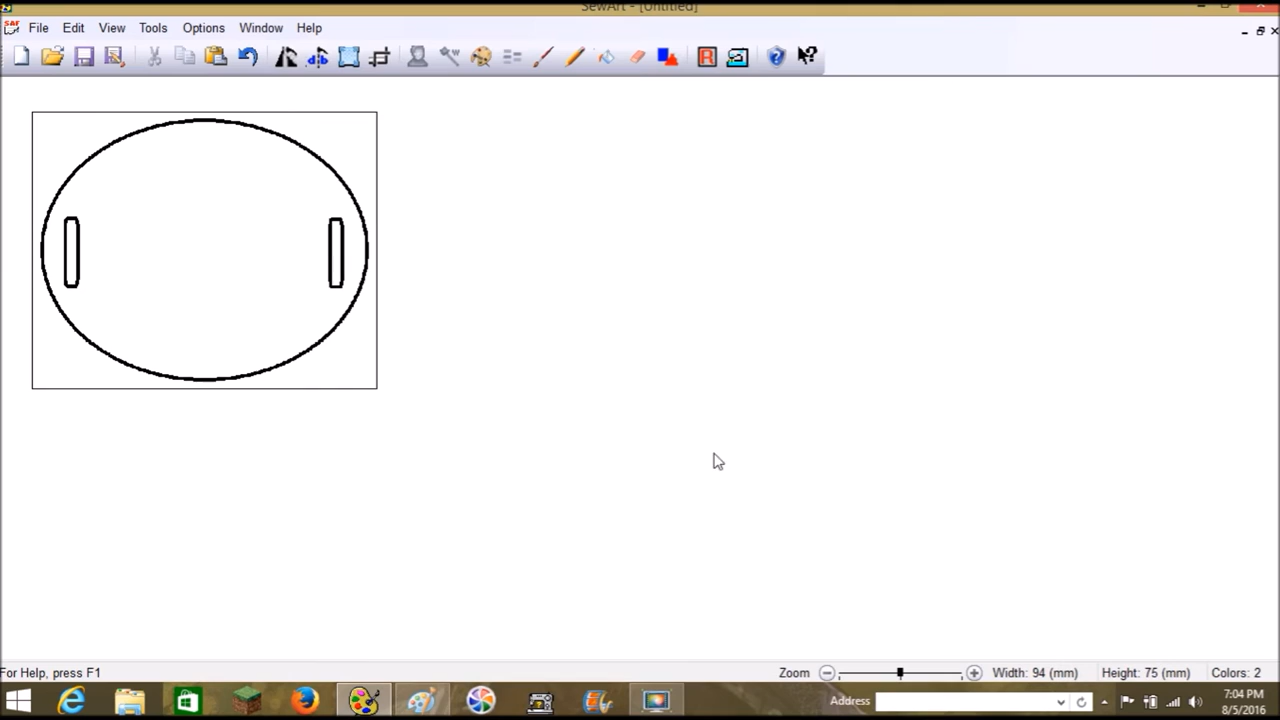 SewArt - [Untitled]
File Edit View Tools Options Window Help
For Help, press F1
Zoom
Width: 94 (mm)
Height: 75 (mm)
Colors: 2
Address
7:04 PM
8/5/2016